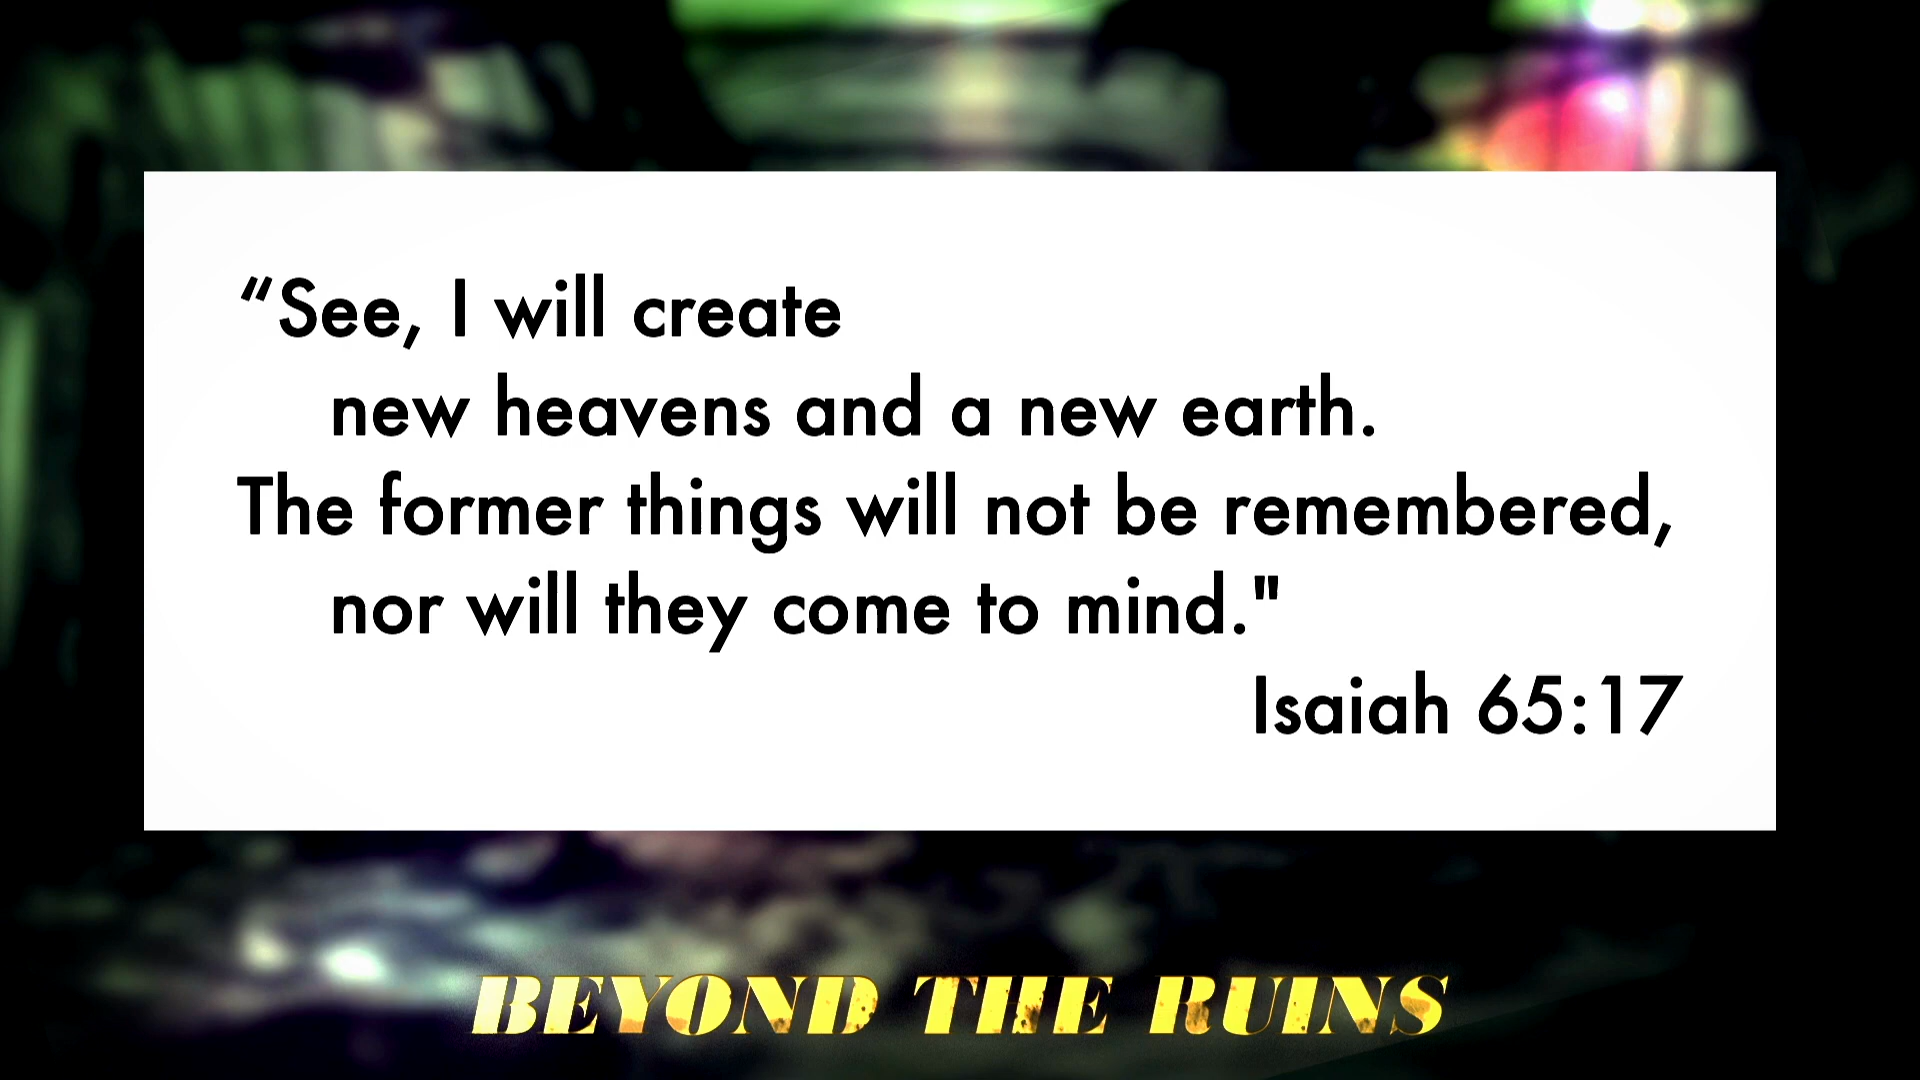 “See, I will create
new heavens and a new earth.
The former things will not be remembered,
nor will they come to mind."
Isaiah 65:17
BEYOND THE RUINS